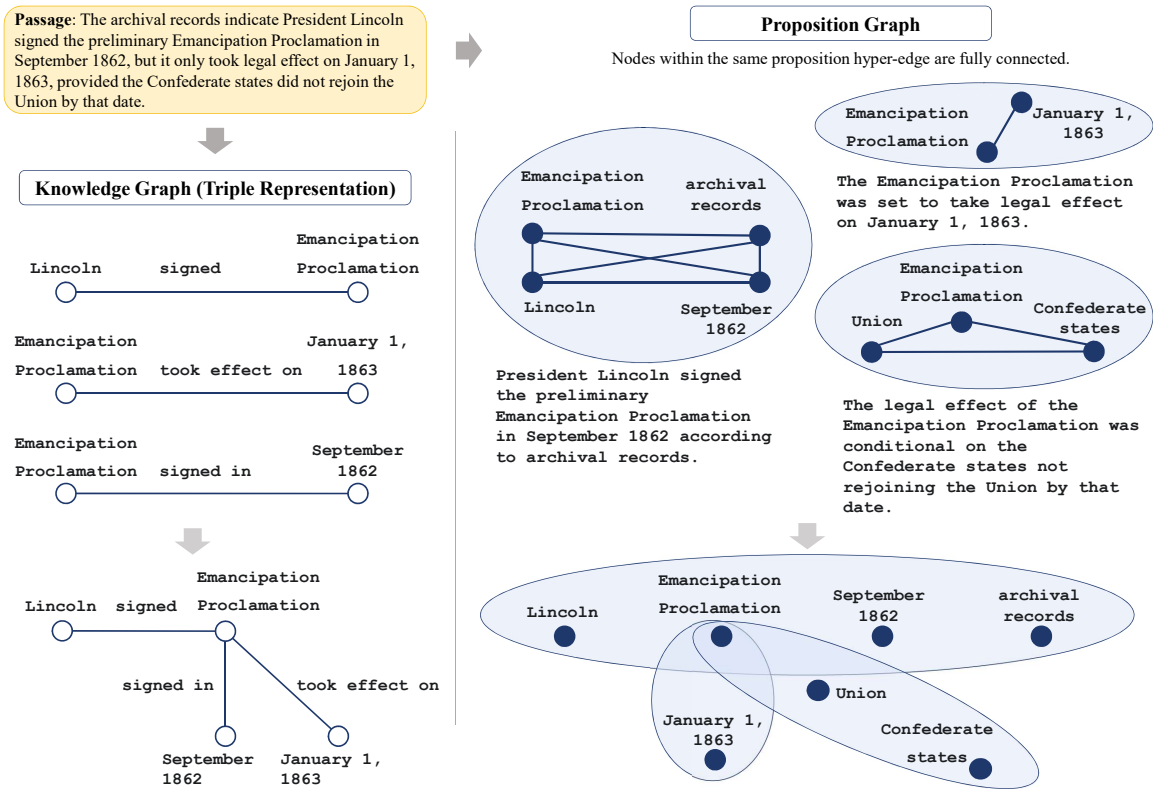 Passage: The archival records indicate President Lincoln
signed the preliminary Emancipation Proclamation in
September 1862, but it only took legal effect on January 1,
1863, provided the Confederate states did not rejoin the
Union by that date.
Knowledge Graph (Triple Representation)
Lincoln signed Emancipation
Proclamation
Emancipation
Proclamation took effect on January 1,
1863
Emancipation
Proclamation signed in September
1862
Emancipation
Lincoln signed Proclamation
signed in took effect on
September
1862
January 1,
1863
Proposition Graph
Nodes within the same proposition hyper-edge are fully connected.
Emancipation
Proclamation
archival
records
Lincoln
September
1862
President Lincoln signed
the preliminary
Emancipation Proclamation
in September 1862 according
to archival records.
Emancipation
Proclamation
January 1,
1863
The Emancipation Proclamation
was set to take legal effect
on January 1, 1863.
Emancipation
Proclamation
Union
Confederate
states
The legal effect of the
Emancipation Proclamation was
conditional on the
Confederate states not
rejoining the Union by that
date.
Lincoln
Emancipation
Proclamation
September
1862
archival
records
Union
January 1,
1863
Confederate
states